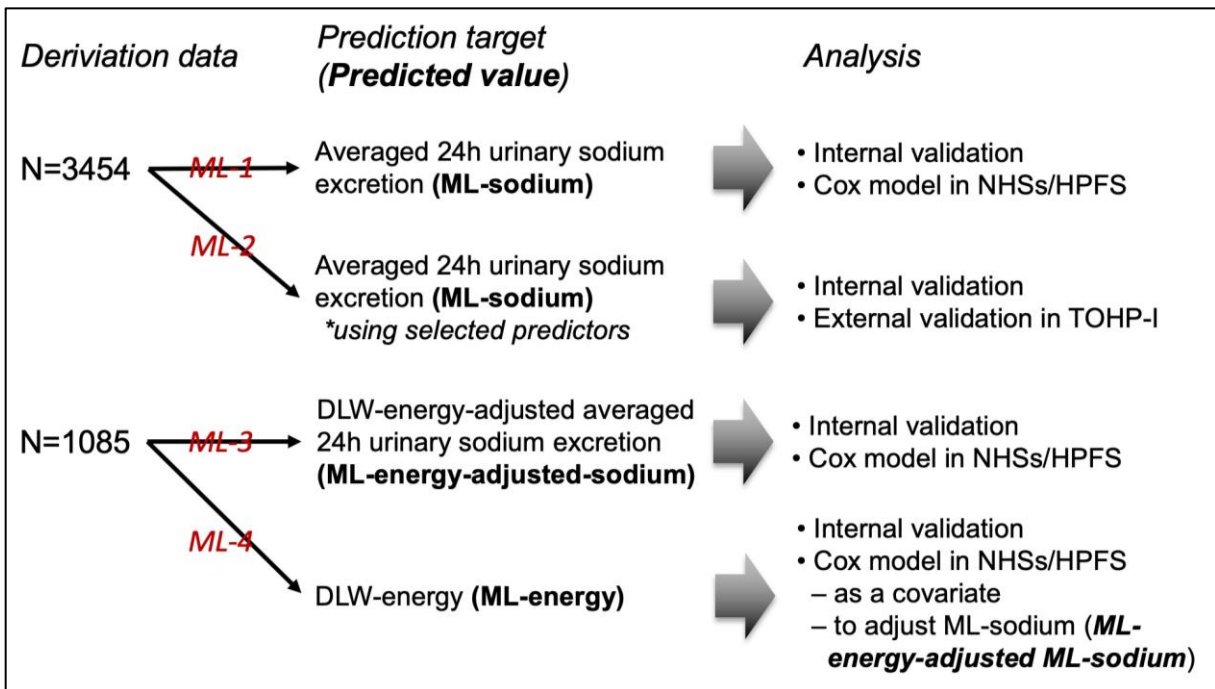 Deriviation data
Prediction target
(Predicted value)
Analysis
N=3454
ML-1
Averaged 24h urinary sodium
excretion (ML-sodium)
• Internal validation
• Cox model in NHSs/HPFS
ML-2
Averaged 24h urinary sodium
excretion (ML-sodium)
*using selected predictors
• Internal validation
• External validation in TOHP-I
N=1085
ML-3
DLW-energy-adjusted averaged
24h urinary sodium excretion
(ML-energy-adjusted-sodium)
• Internal validation
• Cox model in NHSs/HPFS
ML-4
DLW-energy (ML-energy)
• Internal validation
• Cox model in NHSs/HPFS
– as a covariate
– to adjust ML-sodium (ML-
energy-adjusted ML-sodium)